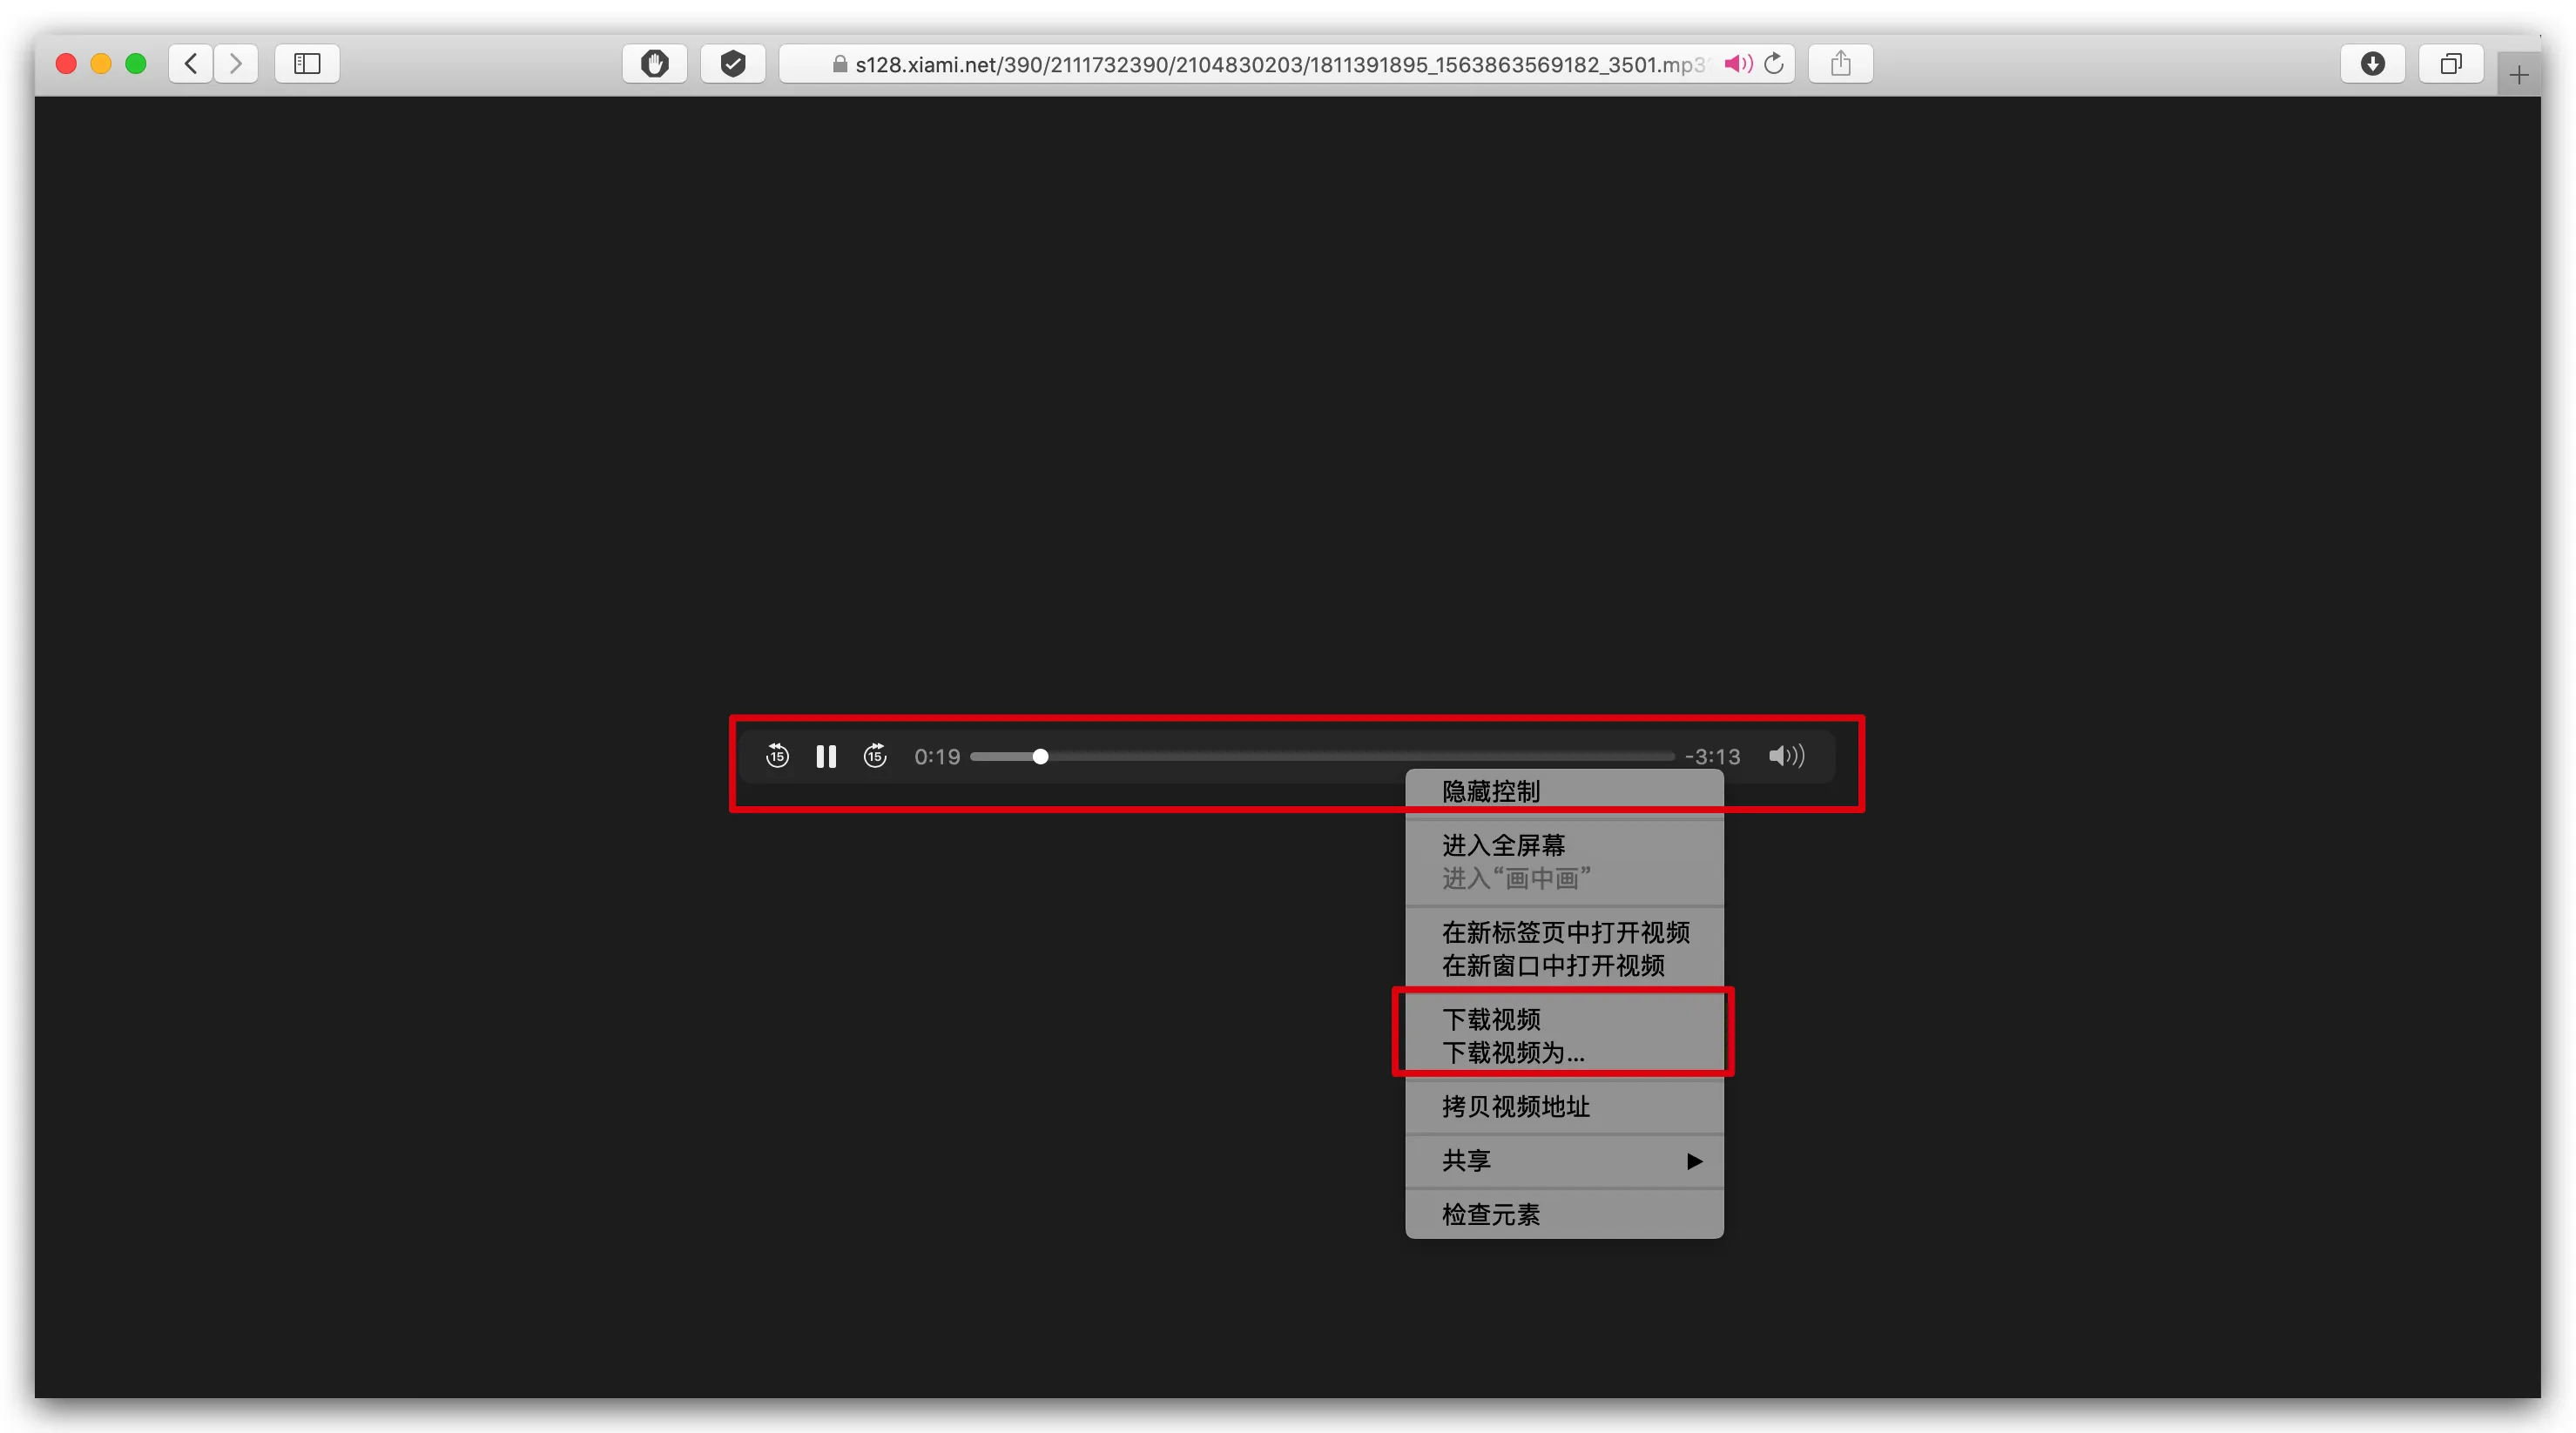 s128.xiami.net/390/2111732390/2104830203/1811391895_1563863569182_3501.mp3
15
15
0:19
-3:13
隐藏控制
进入全屏幕
进入“画中画”
在新标签页中打开视频
在新窗口中打开视频
下载视频
下载视频为...
拷贝视频地址
共享
检查元素